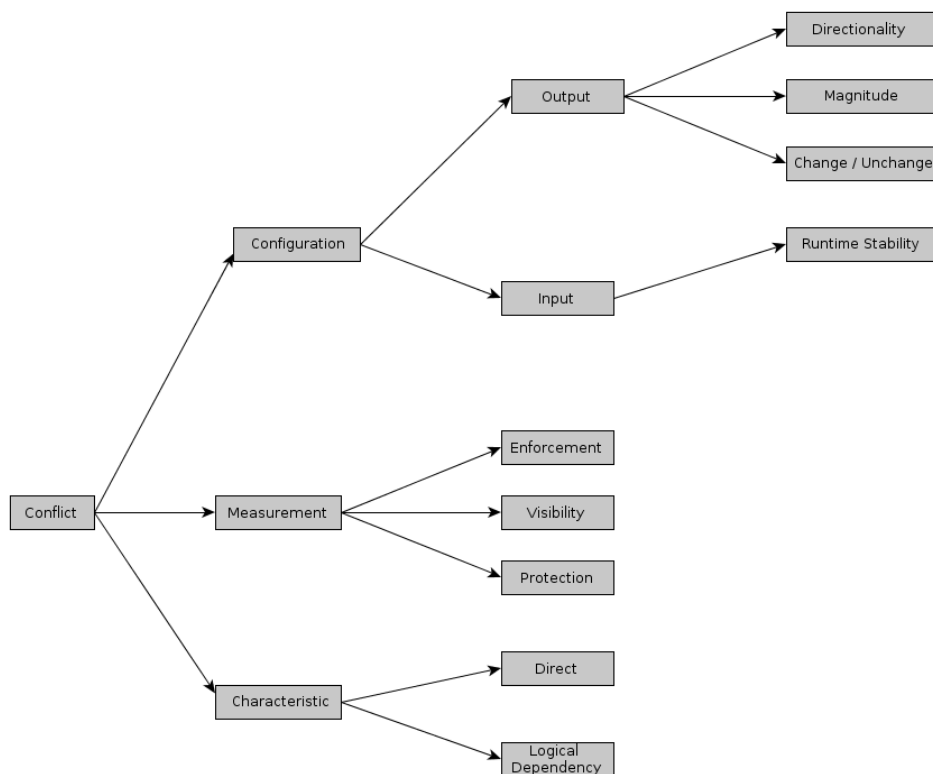 Directionality
Output
Magnitude
Change / Unchange
Configuration
Runtime Stability
Input
Enforcement
Conflict
Measurement
Visibility
Protection
Direct
Characteristic
Logical
Dependency